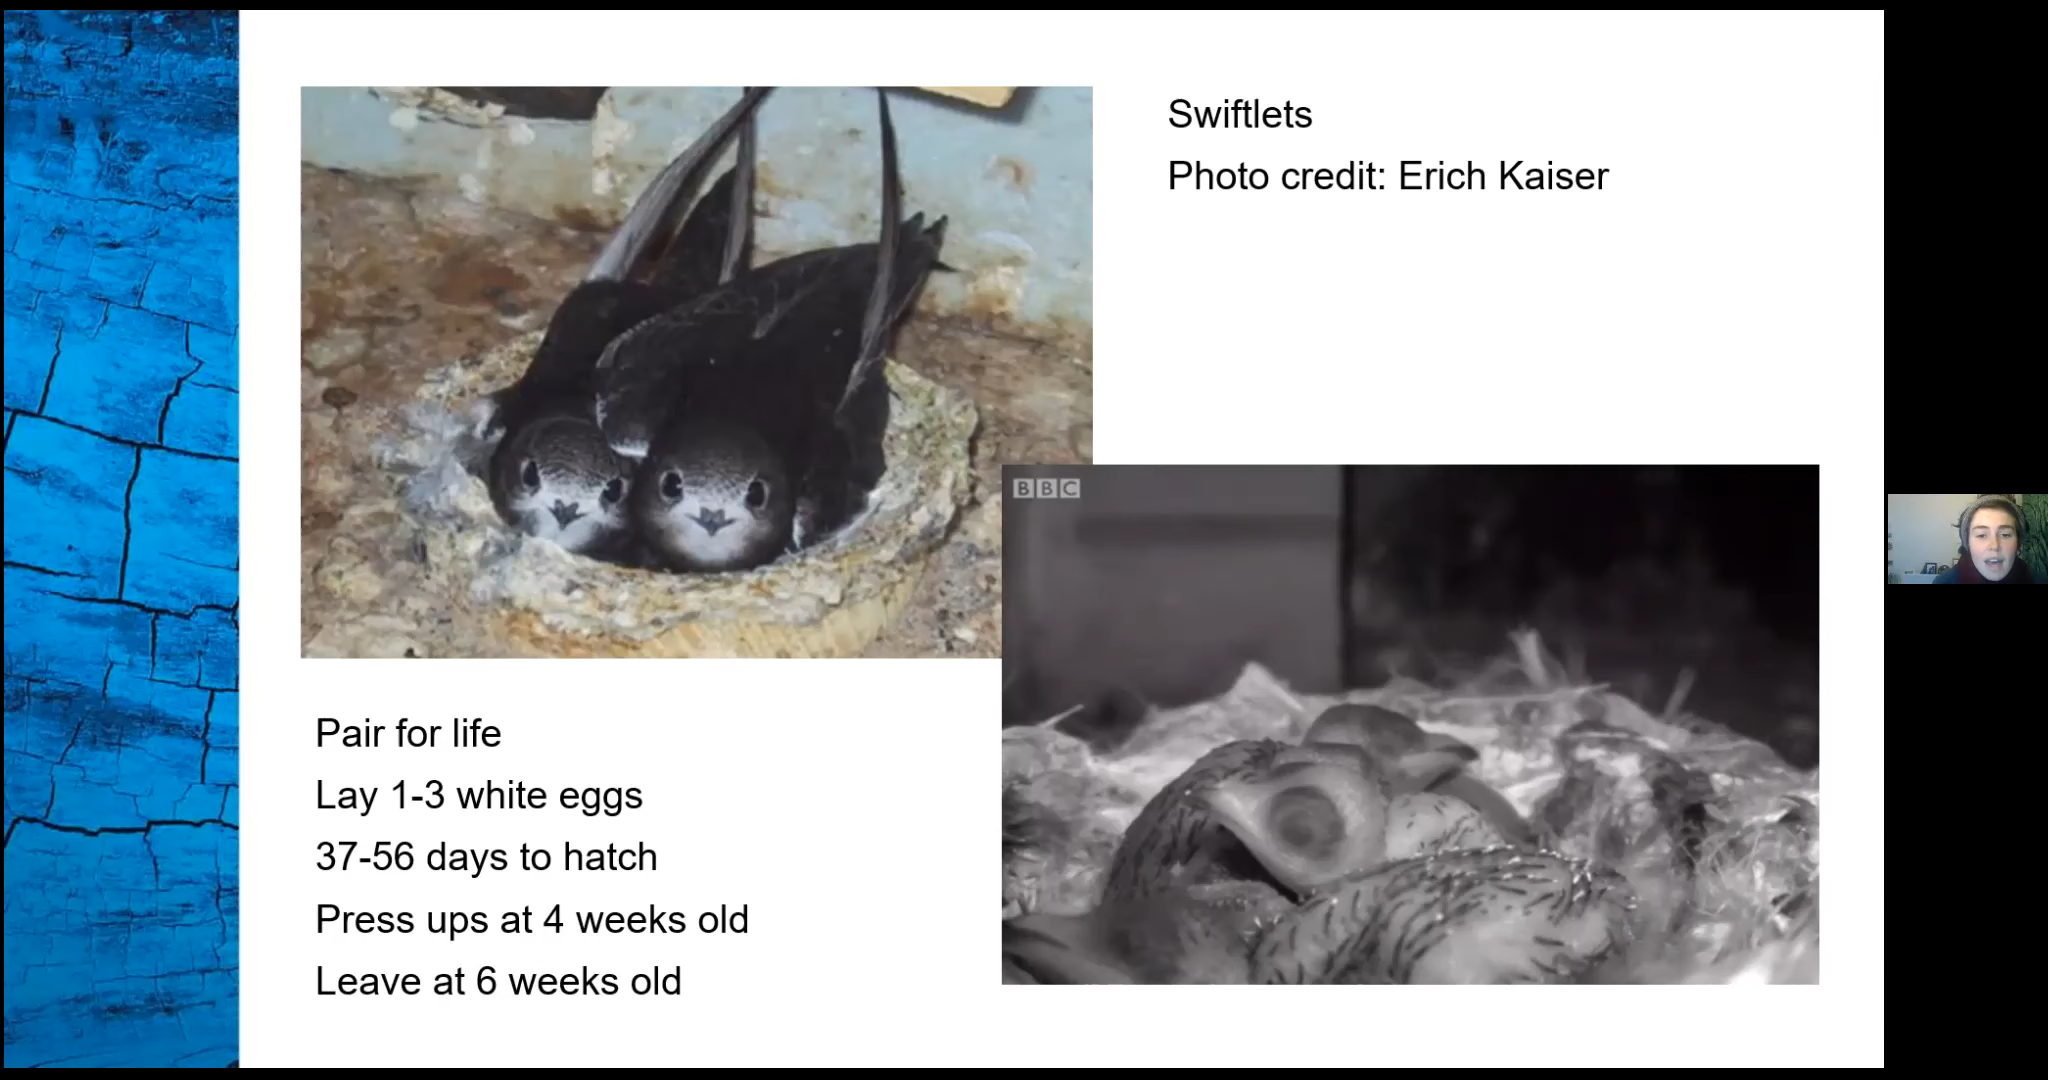 Swiftlets
Photo credit: Erich Kaiser
BBC
Pair for life
Lay 1-3 white eggs
37-56 days to hatch
Press ups at 4 weeks old
Leave at 6 weeks old